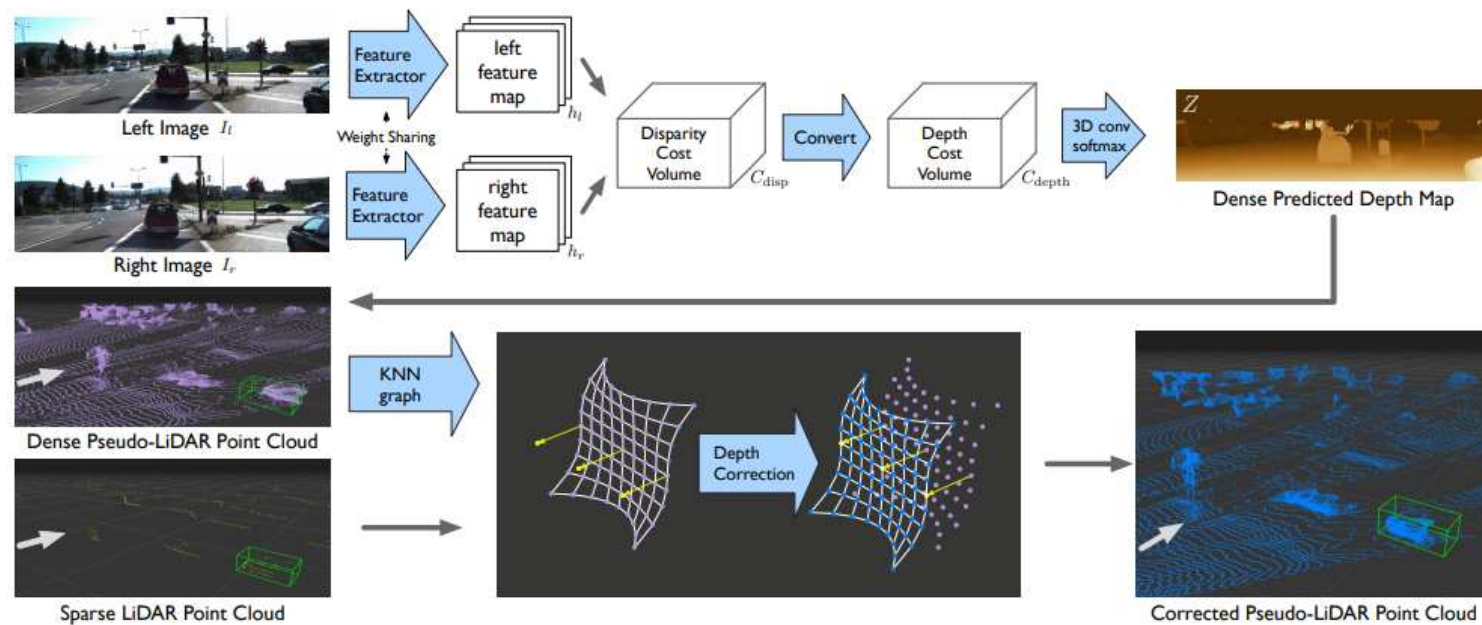 Feature
Extractor
left
feature
map
h_l
Left Image I_l
Weight Sharing
Feature
Extractor
right
feature
map
h_r
Right Image I_r
Disparity
Cost
Volume
C_disp
Convert
Depth
Cost
Volume
C_depth
3D conv
softmax
Z
Dense Predicted Depth Map
Dense Pseudo-LiDAR Point Cloud
KNN
graph
Depth
Correction
Sparse LiDAR Point Cloud
Corrected Pseudo-LiDAR Point Cloud